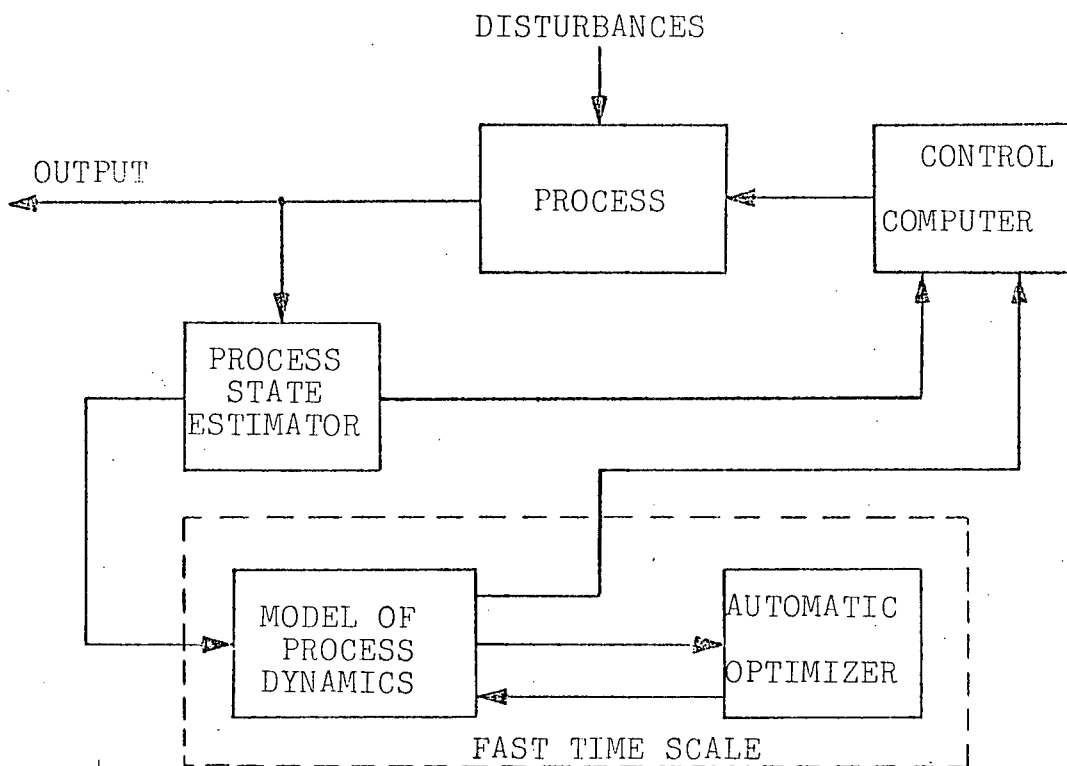 DISTURBANCES
OUTPUT
PROCESS
CONTROL
COMPUTER
PROCESS
STATE
ESTIMATOR
MODEL OF
PROCESS
DYNAMICS
AUTOMATIC
OPTIMIZER
FAST TIME SCALE